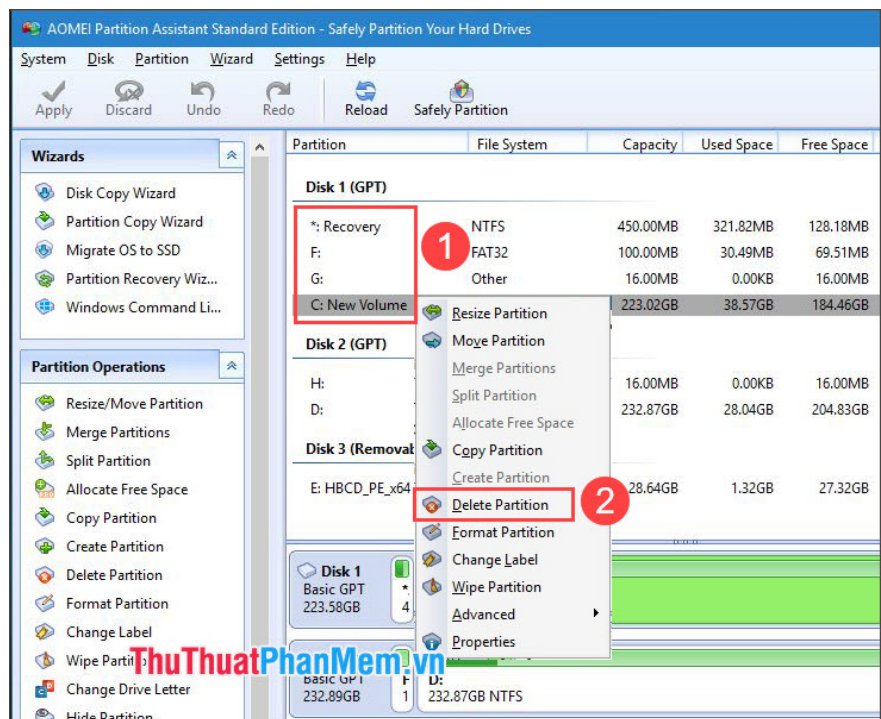 AOMEI Partition Assistant Standard Edition - Safely Partition Your Hard Drives
System Disk Partition Wizard Settings Help
Apply Discard Undo Redo Reload Safely Partition
Wizards
Disk Copy Wizard
Partition Copy Wizard
Migrate OS to SSD
Partition Recovery Wiz...
Windows Command Li...
Partition Operations
Resize/Move Partition
Merge Partitions
Split Partition
Allocate Free Space
Copy Partition
Create Partition
Delete Partition
Format Partition
Change Label
Wipe Partit
Change Drive Letter
Hide Partition
Partition File System Capacity Used Space Free Space
Disk 1 (GPT)
*: Recovery NTFS 450.00MB 321.82MB 128.18MB
F: FAT32 100.00MB 30.49MB 69.51MB
G: Other 16.00MB 0.00KB 16.00MB
C: New Volume 223.02GB 38.57GB 184.46GB
Disk 2 (GPT)
H: 16.00MB 0.00KB 16.00MB
D: 232.87GB 28.04GB 204.83GB
Disk 3 (Removab
E: HBCD_PE_x64 28.64GB 1.32GB 27.32GB
1
Resize Partition
Move Partition
Merge Partitions
Split Partition
Allocate Free Space
Copy Partition
Create Partition
Delete Partition
2
Format Partition
Change Label
Wipe Partition
Advanced
Properties
Disk 1
Basic GPT
223.58GB
*
4
Basic GPT
232.89GB
F
1
D:
232.87GB NTFS
ThuThuatPhanMem.vn